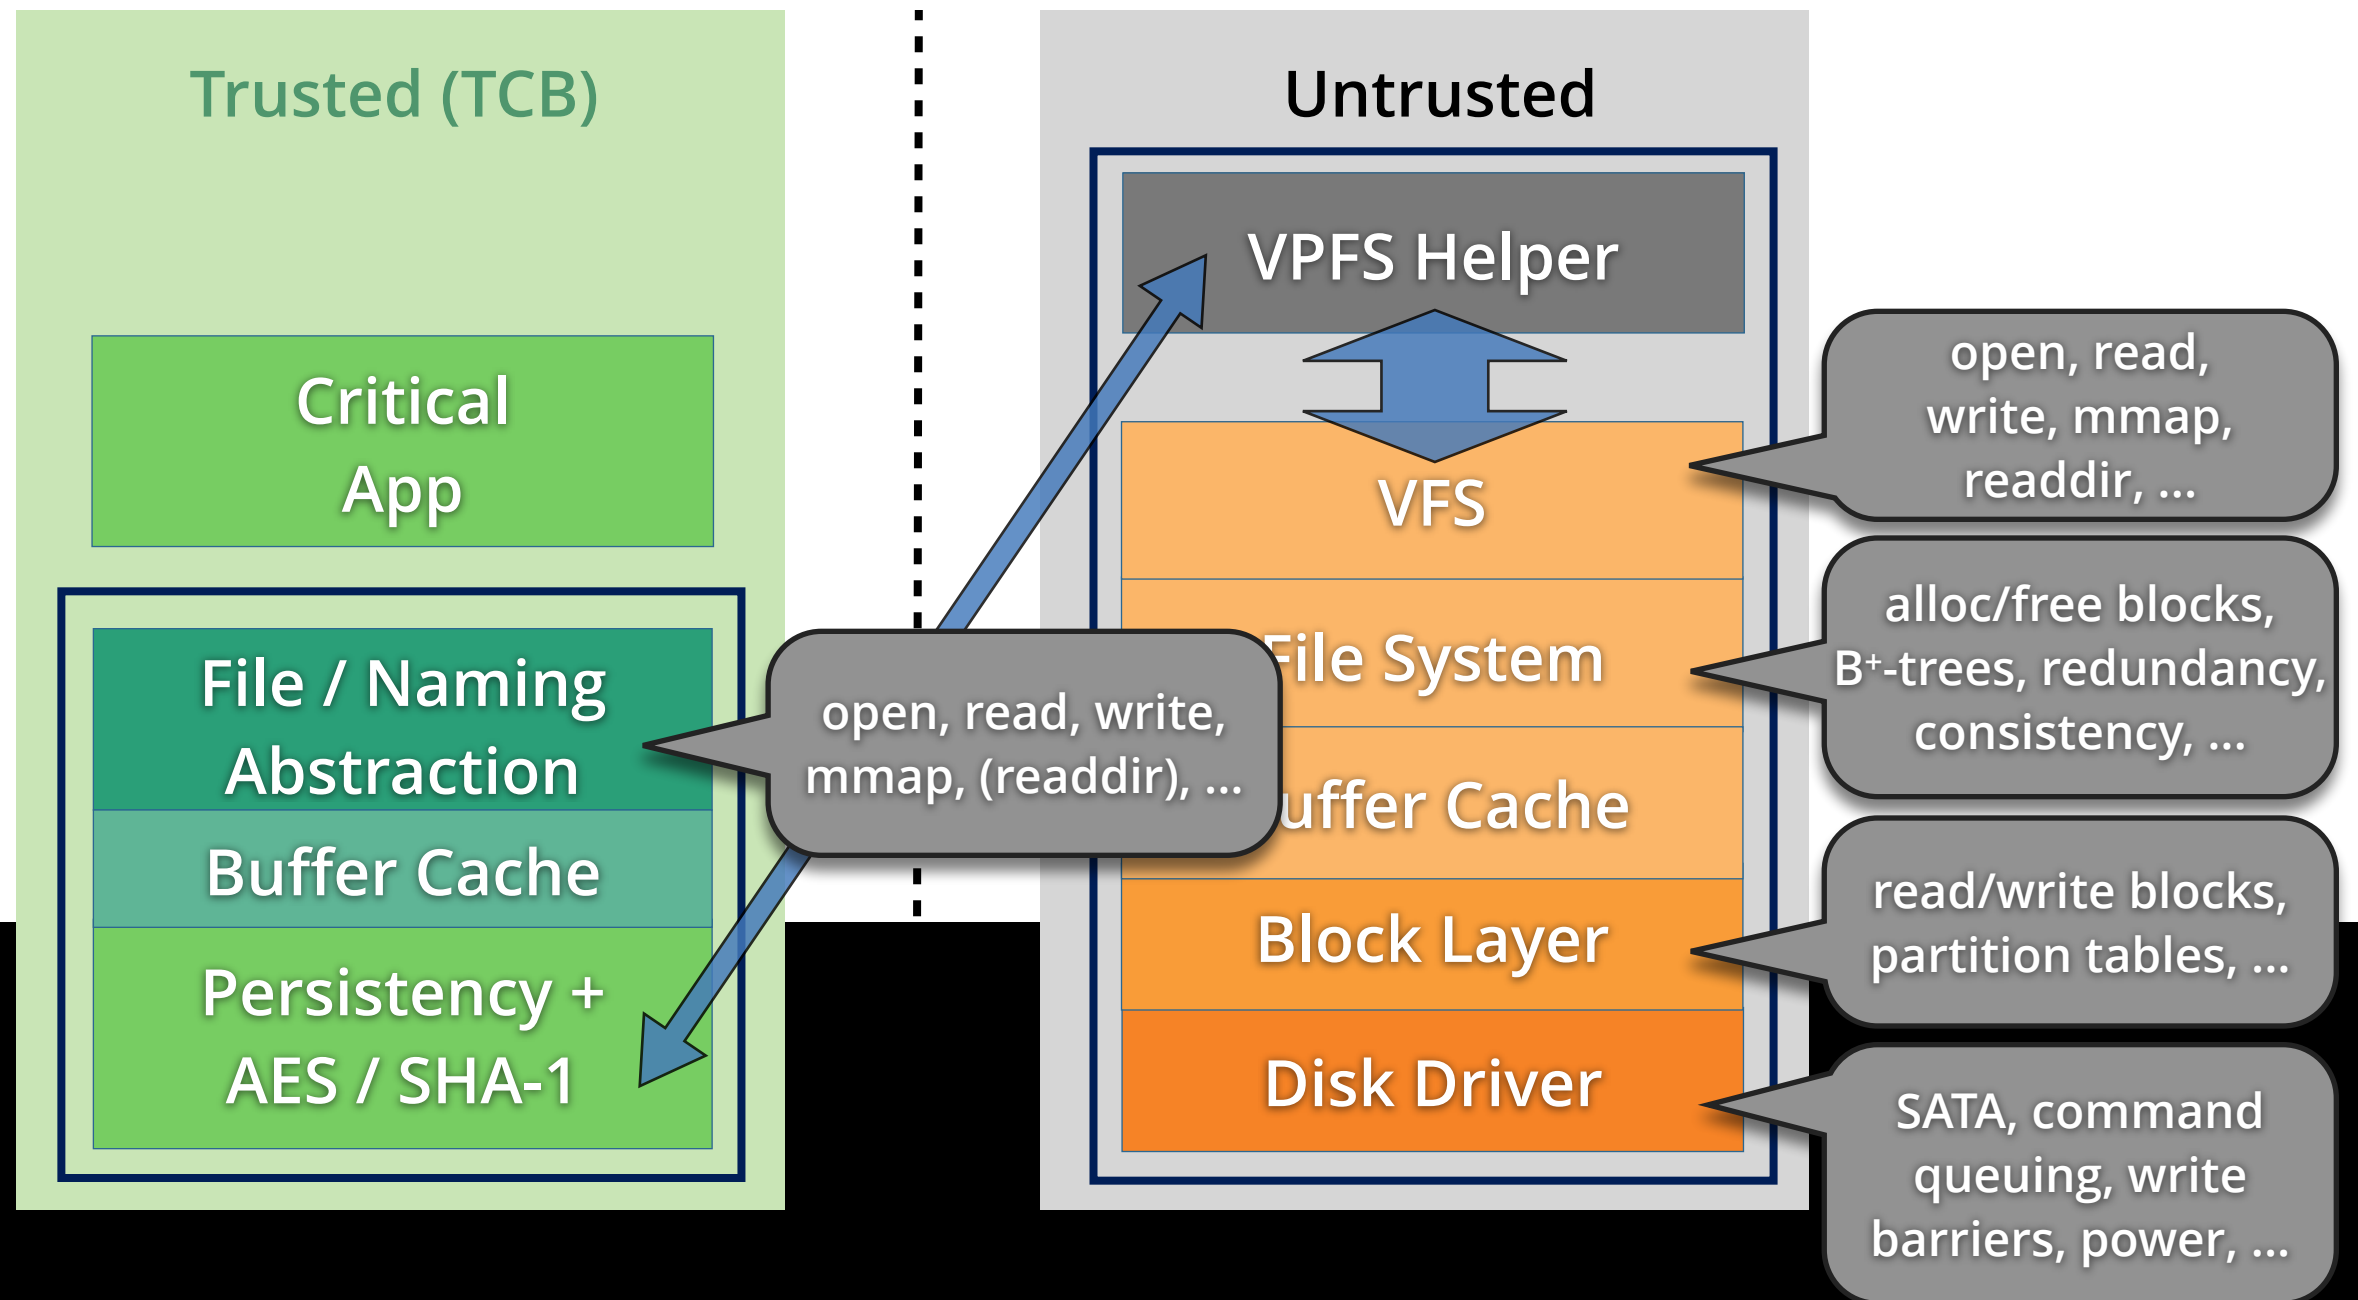 Trusted (TCB)
Critical
App
File / Naming
Abstraction
Buffer Cache
Persistency +
AES / SHA-1
open, read, write,
mmap, (readdir), ...
Untrusted
VPFS Helper
VFS
File System
uffer Cache
Block Layer
Disk Driver
open, read,
write, mmap,
readdir, ...
alloc/free blocks,
B⁺-trees, redundancy,
consistency, ...
read/write blocks,
partition tables, ...
SATA, command
queuing, write
barriers, power, ...